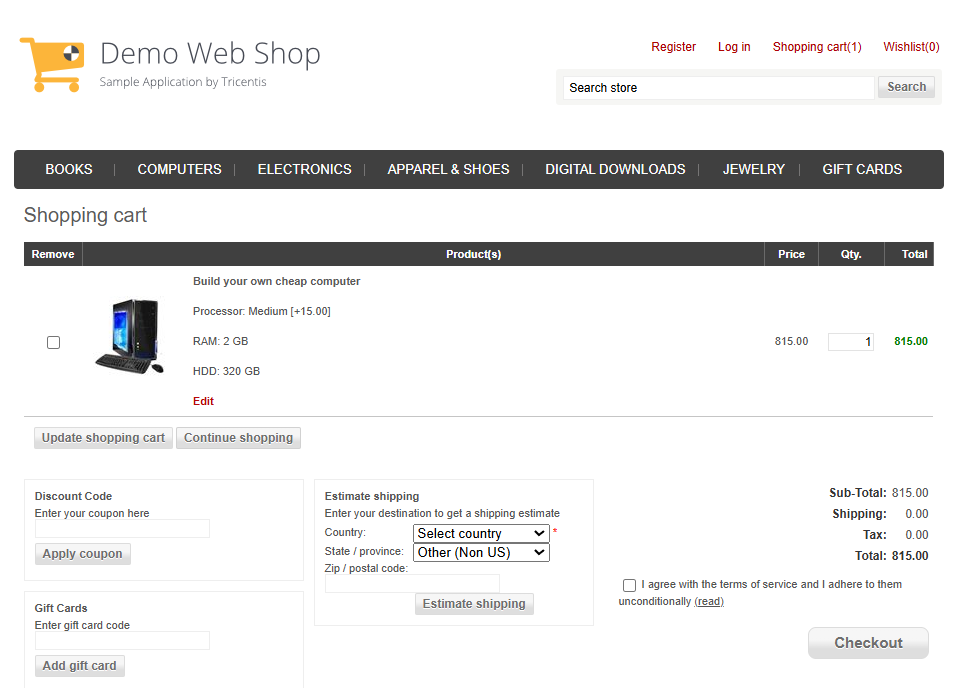 Demo Web Shop
Sample Application by Tricentis
Register Log in Shopping cart(1) Wishlist(0)
Search store Search
BOOKS COMPUTERS ELECTRONICS APPAREL & SHOES DIGITAL DOWNLOADS JEWELRY GIFT CARDS
Shopping cart
Remove Product(s) Price Qty. Total
Build your own cheap computer
Processor: Medium [+15.00]
RAM: 2 GB 815.00 1 815.00
HDD: 320 GB
Edit
Update shopping cart Continue shopping
Discount Code
Enter your coupon here
Apply coupon
Gift Cards
Enter gift card code
Add gift card
Estimate shipping
Enter your destination to get a shipping estimate
Country: Select country *
State / province: Other (Non US)
Zip / postal code:
Estimate shipping
Sub-Total: 815.00
Shipping: 0.00
Tax: 0.00
Total: 815.00
I agree with the terms of service and I adhere to them
unconditionally (read)
Checkout